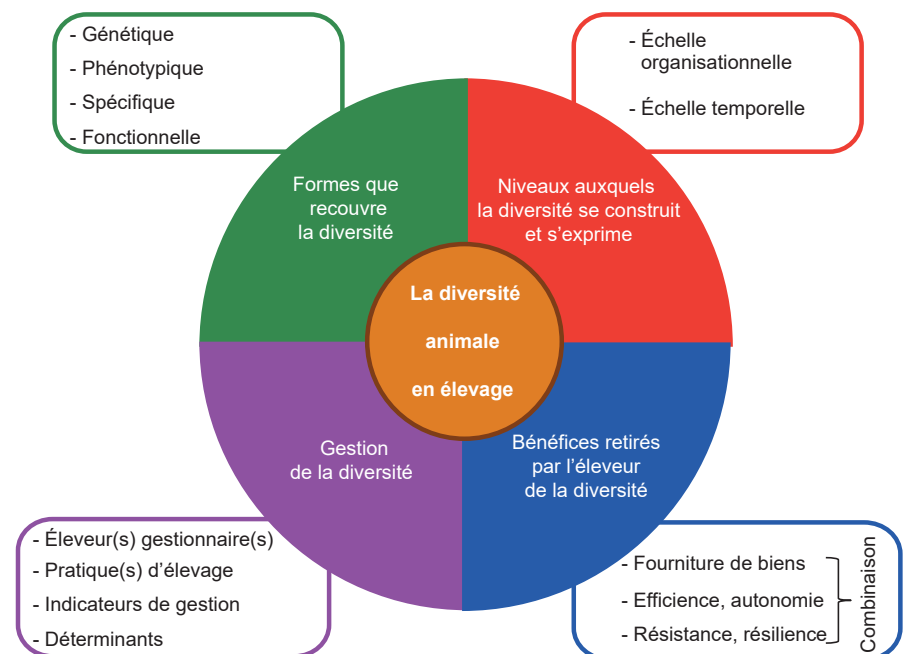 - Génétique
- Phénotypique
- Spécifique
- Fonctionnelle
- Échelle
organisationnelle
- Échelle temporelle
Formes que
recouvre
la diversité
Niveaux auxquels
la diversité se construit
et s'exprime
La diversité
animale
en élevage
Gestion
de la diversité
Bénéfices retirés
par l'éleveur
de la diversité
- Éleveur(s) gestionnaire(s)
- Pratique(s) d'élevage
- Indicateurs de gestion
- Déterminants
- Fourniture de biens
- Efficience, autonomie
- Résistance, résilience
Combinaison